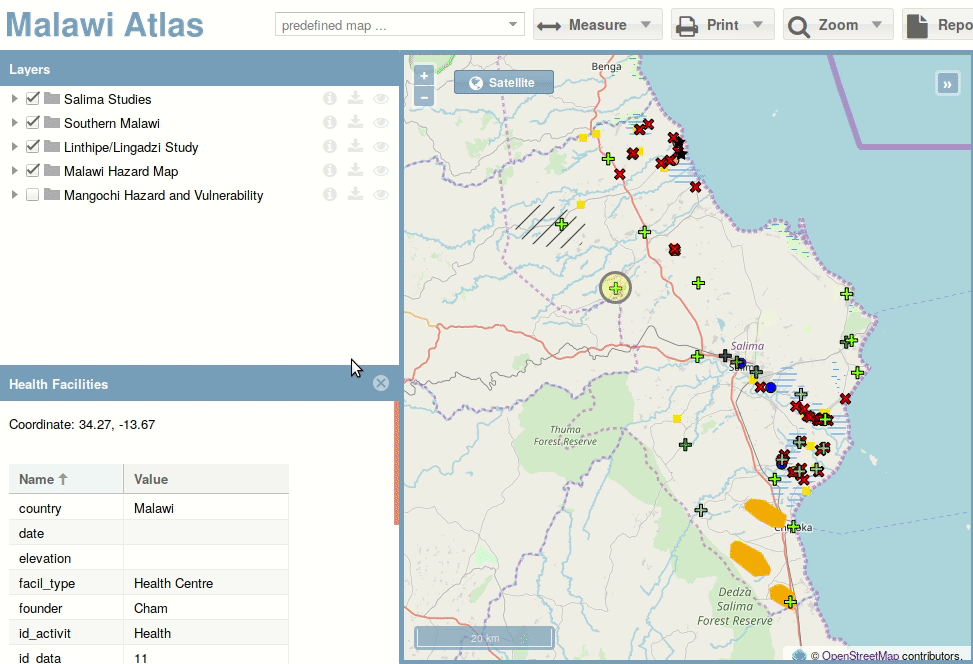 Malawi Atlas
predefined map ...
Measure
Print
Zoom
Repo
Layers
Salima Studies
Southern Malawi
Linthipe/Lingadzi Study
Malawi Hazard Map
Mangochi Hazard and Vulnerability
Health Facilities
Coordinate: 34.27, -13.67
Name Value
country Malawi
date
elevation
facil_type Health Centre
founder Cham
id_activit Health
id_data 11
+
−
Satellite
»
Benga
Salima
Thuma
Forest Reserve
Dedza
Salima
Forest Reserve
20 km
© OpenStreetMap contributors.